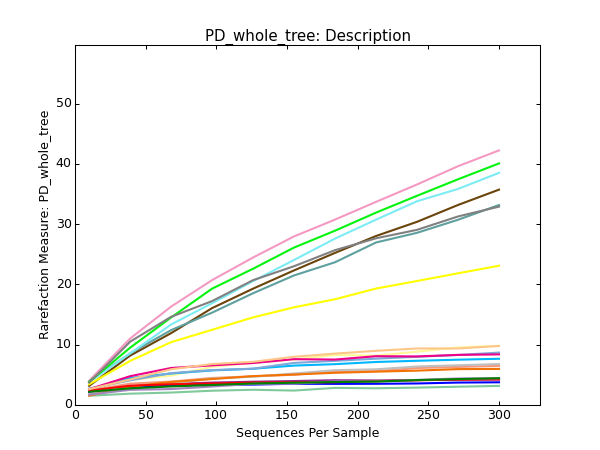 PD_whole_tree: Description
Rarefaction Measure: PD_whole_tree
50
40
30
20
10
0
0 50 100 150 200 250 300
Sequences Per Sample